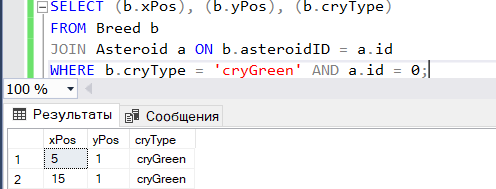 SELECT (b.xPos), (b.yPos), (b.cryType)
FROM Breed b
JOIN Asteroid a ON b.asteroidID = a.id
WHERE b.cryType = 'cryGreen' AND a.id = 0;
100 %
Результаты Сообщения
xPos yPos cryType
1 5 1 cryGreen
2 15 1 cryGreen